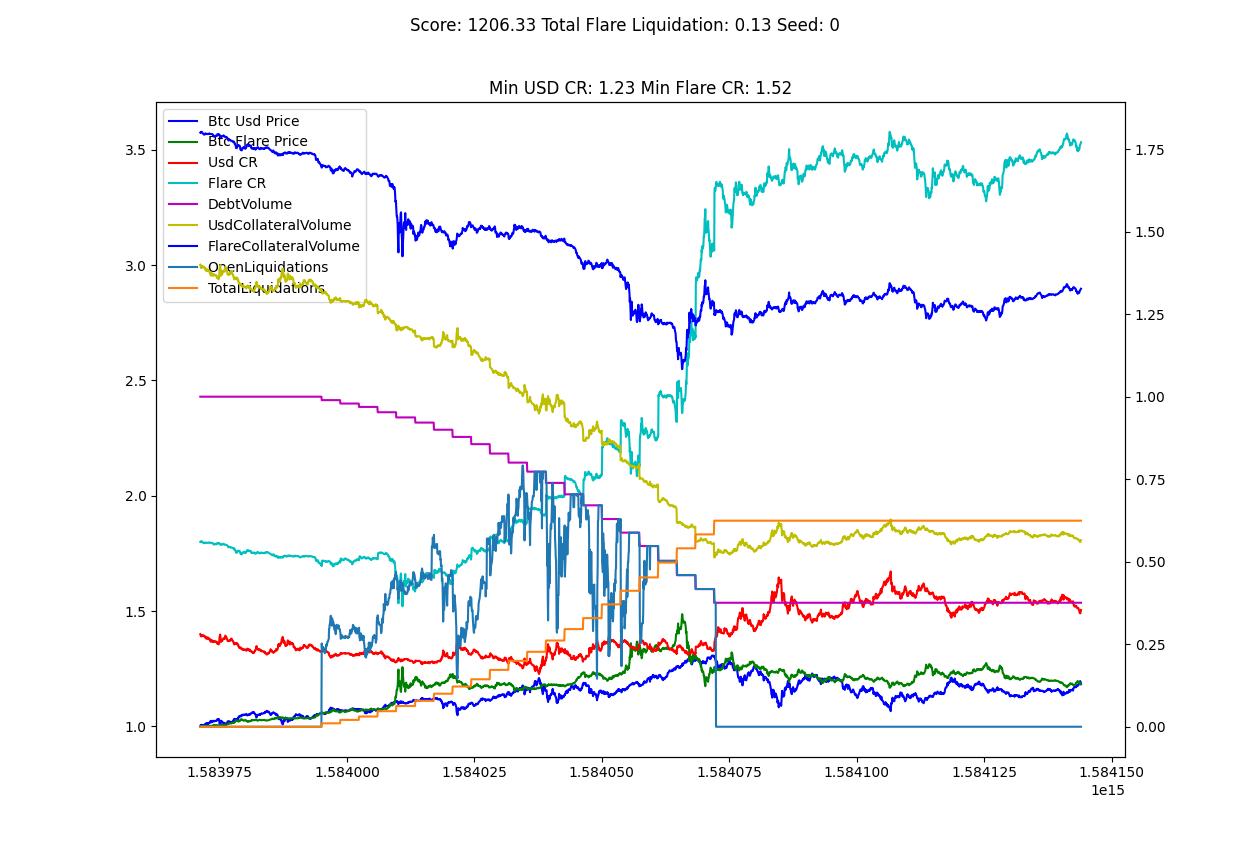 Score: 1206.33 Total Flare Liquidation: 0.13 Seed: 0
Min USD CR: 1.23 Min Flare CR: 1.52
Btc Usd Price
Btc Flare Price
Usd CR
Flare CR
DebtVolume
UsdCollateralVolume
FlareCollateralVolume
OpenLiquidations
TotalLiquidations
3.5
3.0
2.5
2.0
1.5
1.0
1.75
1.50
1.25
1.00
0.75
0.50
0.25
0.00
1.583975 1.584000 1.584025 1.584050 1.584075 1.584100 1.584125 1.584150
1e15